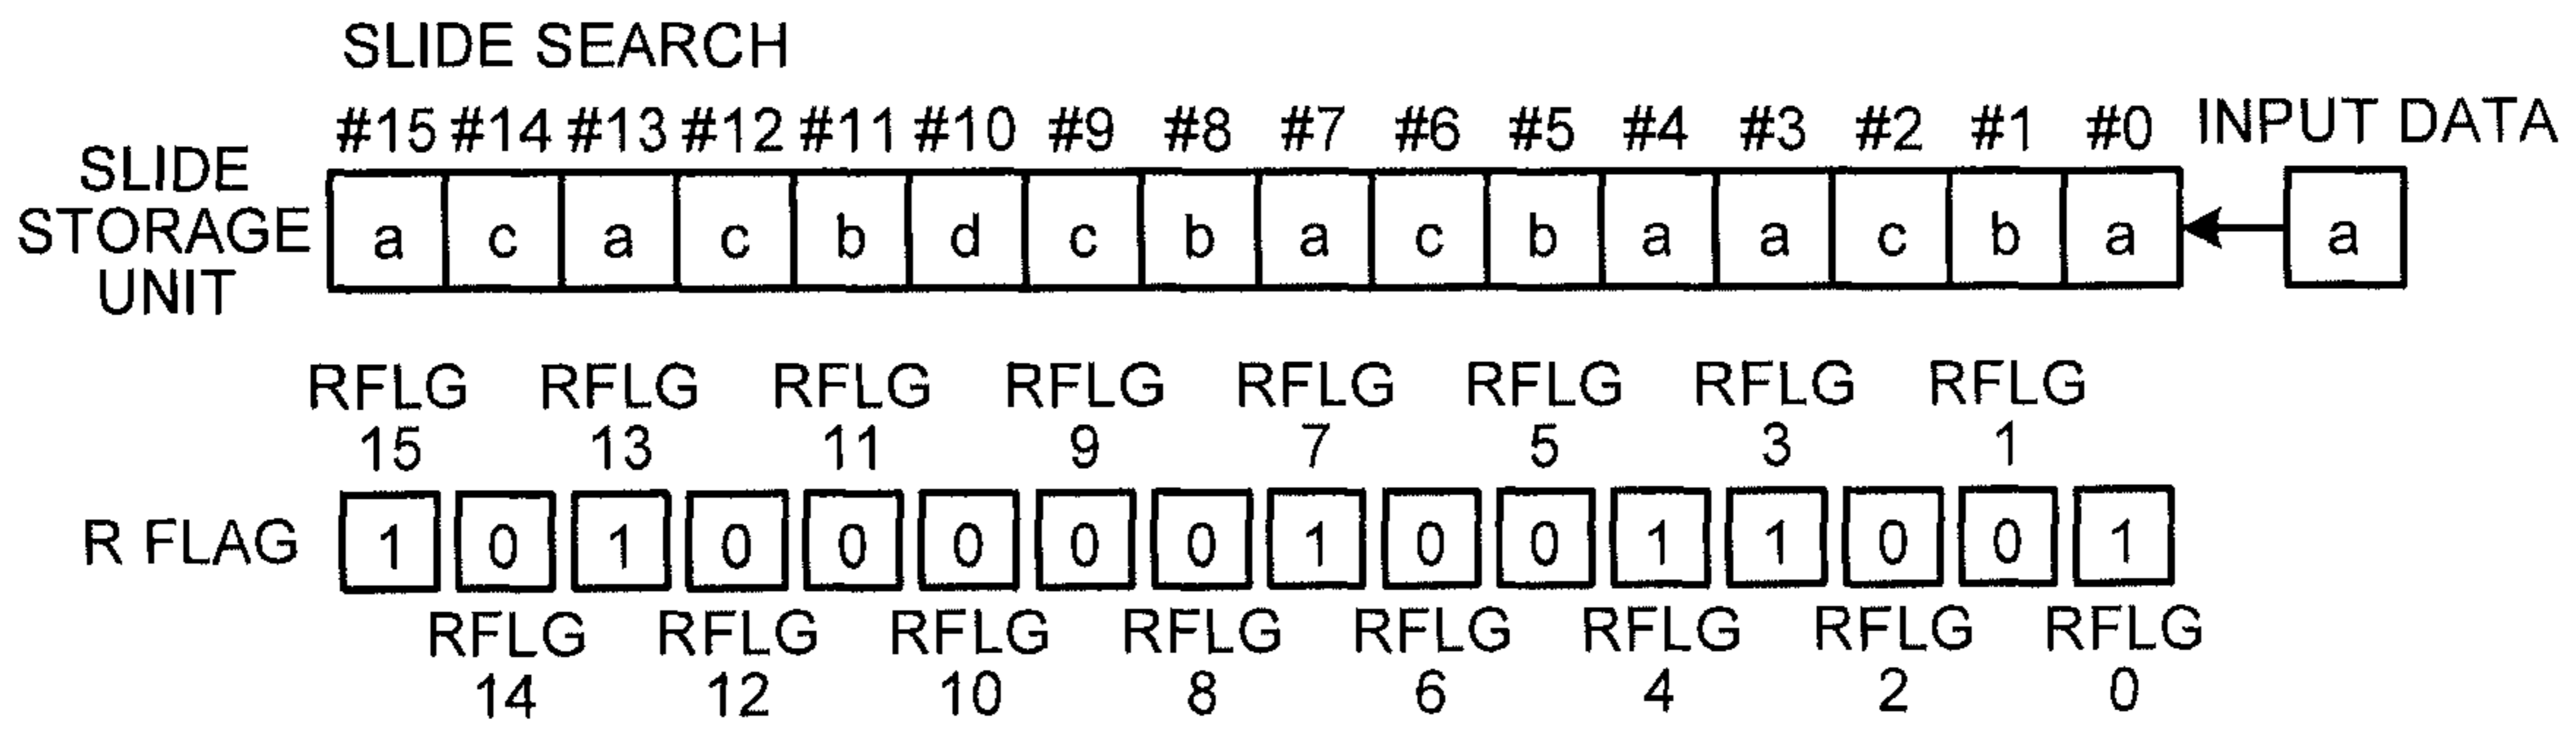 SLIDE SEARCH
#15 #14 #13 #12 #11 #10 #9 #8 #7 #6 #5 #4 #3 #2 #1 #0 INPUT DATA
SLIDE
STORAGE
UNIT
a c a c b d c b a c b a a c b a a
RFLG RFLG RFLG RFLG RFLG RFLG RFLG RFLG
15 13 11 9 7 5 3 1
R FLAG 1 0 1 0 0 0 0 0 1 0 0 1 1 0 0 1
RFLG RFLG RFLG RFLG RFLG RFLG RFLG RFLG
14 12 10 8 6 4 2 0